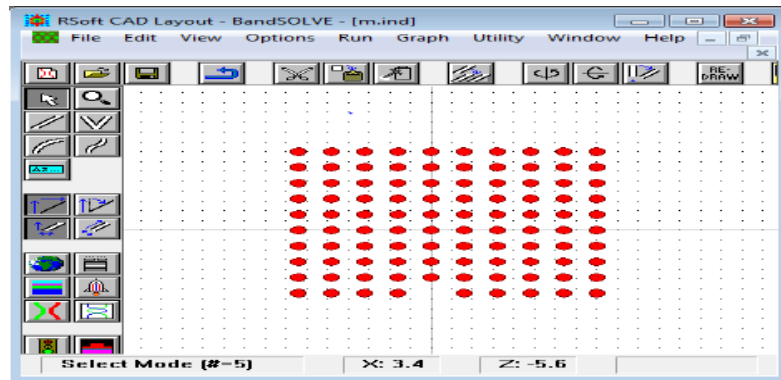 RSoft CAD Layout - BandSOLVE - [m.ind]
File Edit View Options Run Graph Utility Window Help
RE-
DRAW
Select Mode (#=5) X: 3.4 Z: -5.6